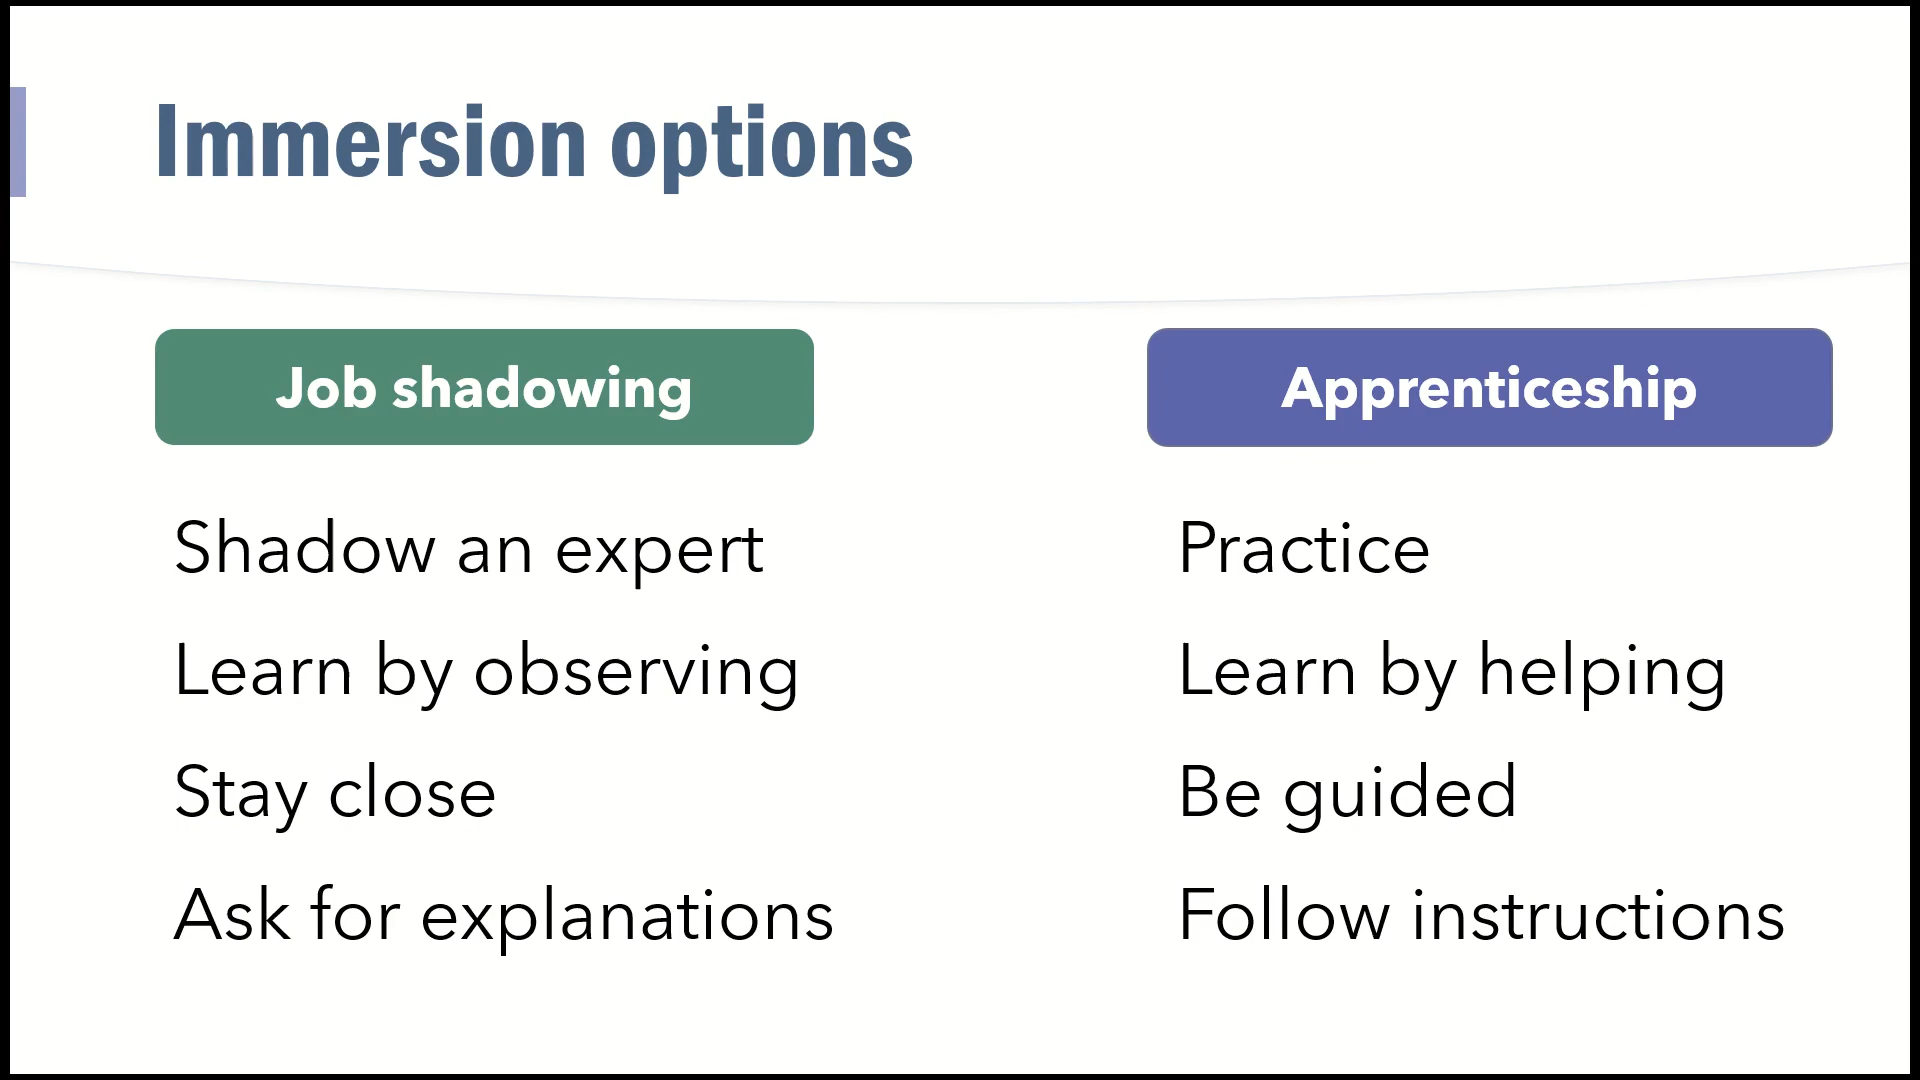 Immersion options
Job shadowing
Shadow an expert
Learn by observing
Stay close
Ask for explanations
Apprenticeship
Practice
Learn by helping
Be guided
Follow instructions